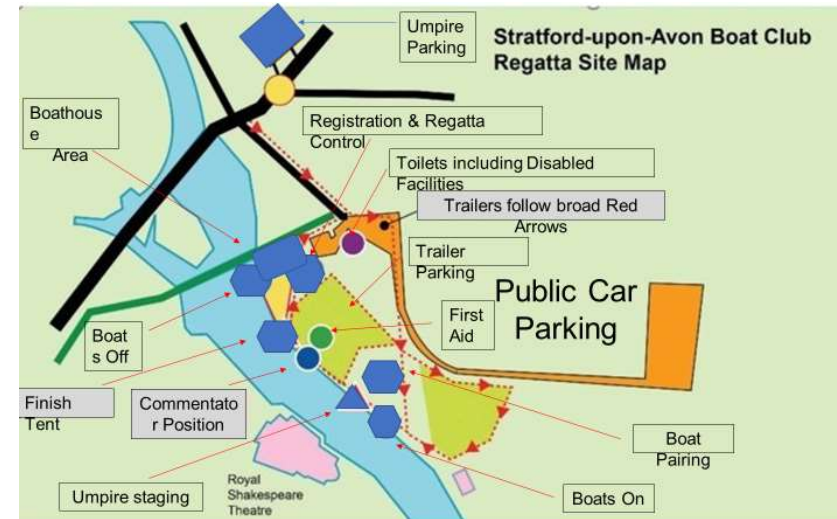 Umpire
Parking
Stratford-upon-Avon Boat Club
Regatta Site Map
Boathous
e
Area
Registration & Regatta
Control
Toilets including Disabled
Facilities
Trailers follow broad Red
Arrows
Trailer
Parking
Public Car
Parking
First
Aid
Boat
s Off
Finish
Tent
Commentato
r Position
Boat
Pairing
Umpire staging
Royal
Shakespeare
Theatre
Boats On